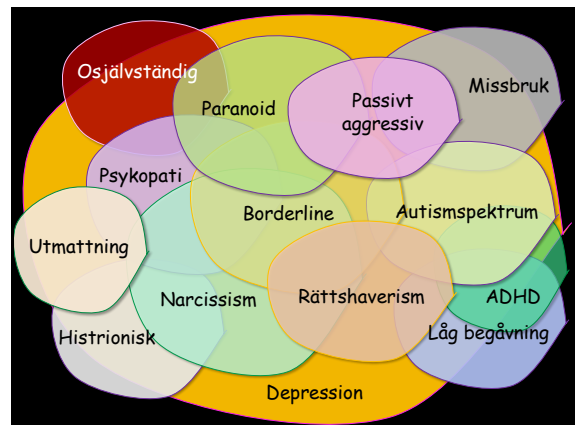 Osjälvständig
Missbruk
Paranoid
Passivt
aggressiv
Psykopati
Borderline
Autismspektrum
Utmattning
Narcissism
Rättshaverism
ADHD
Histrionisk
Låg begåvning
Depression